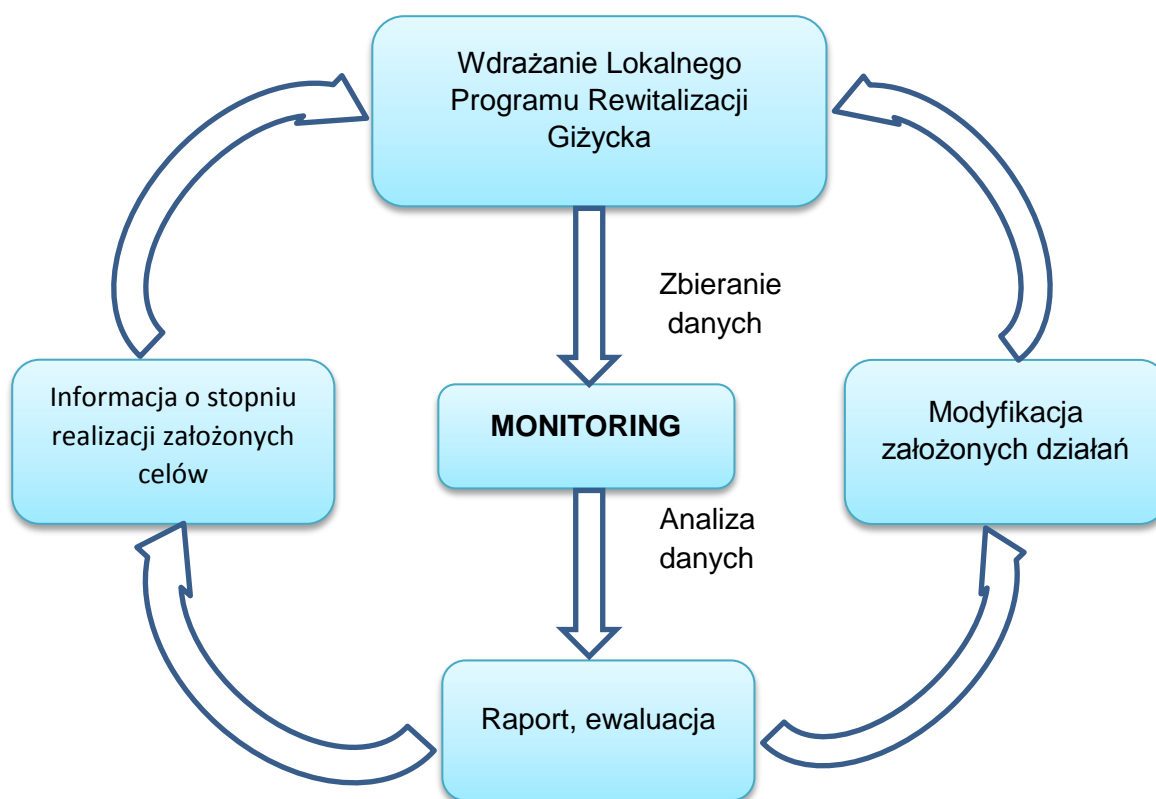 Wdrażanie Lokalnego
Programu Rewitalizacji
Giżycka
Zbieranie
danych
Informacja o stopniu
realizacji założonych
celów
MONITORING
Modyfikacja
założonych działań
Analiza
danych
Raport, ewaluacja